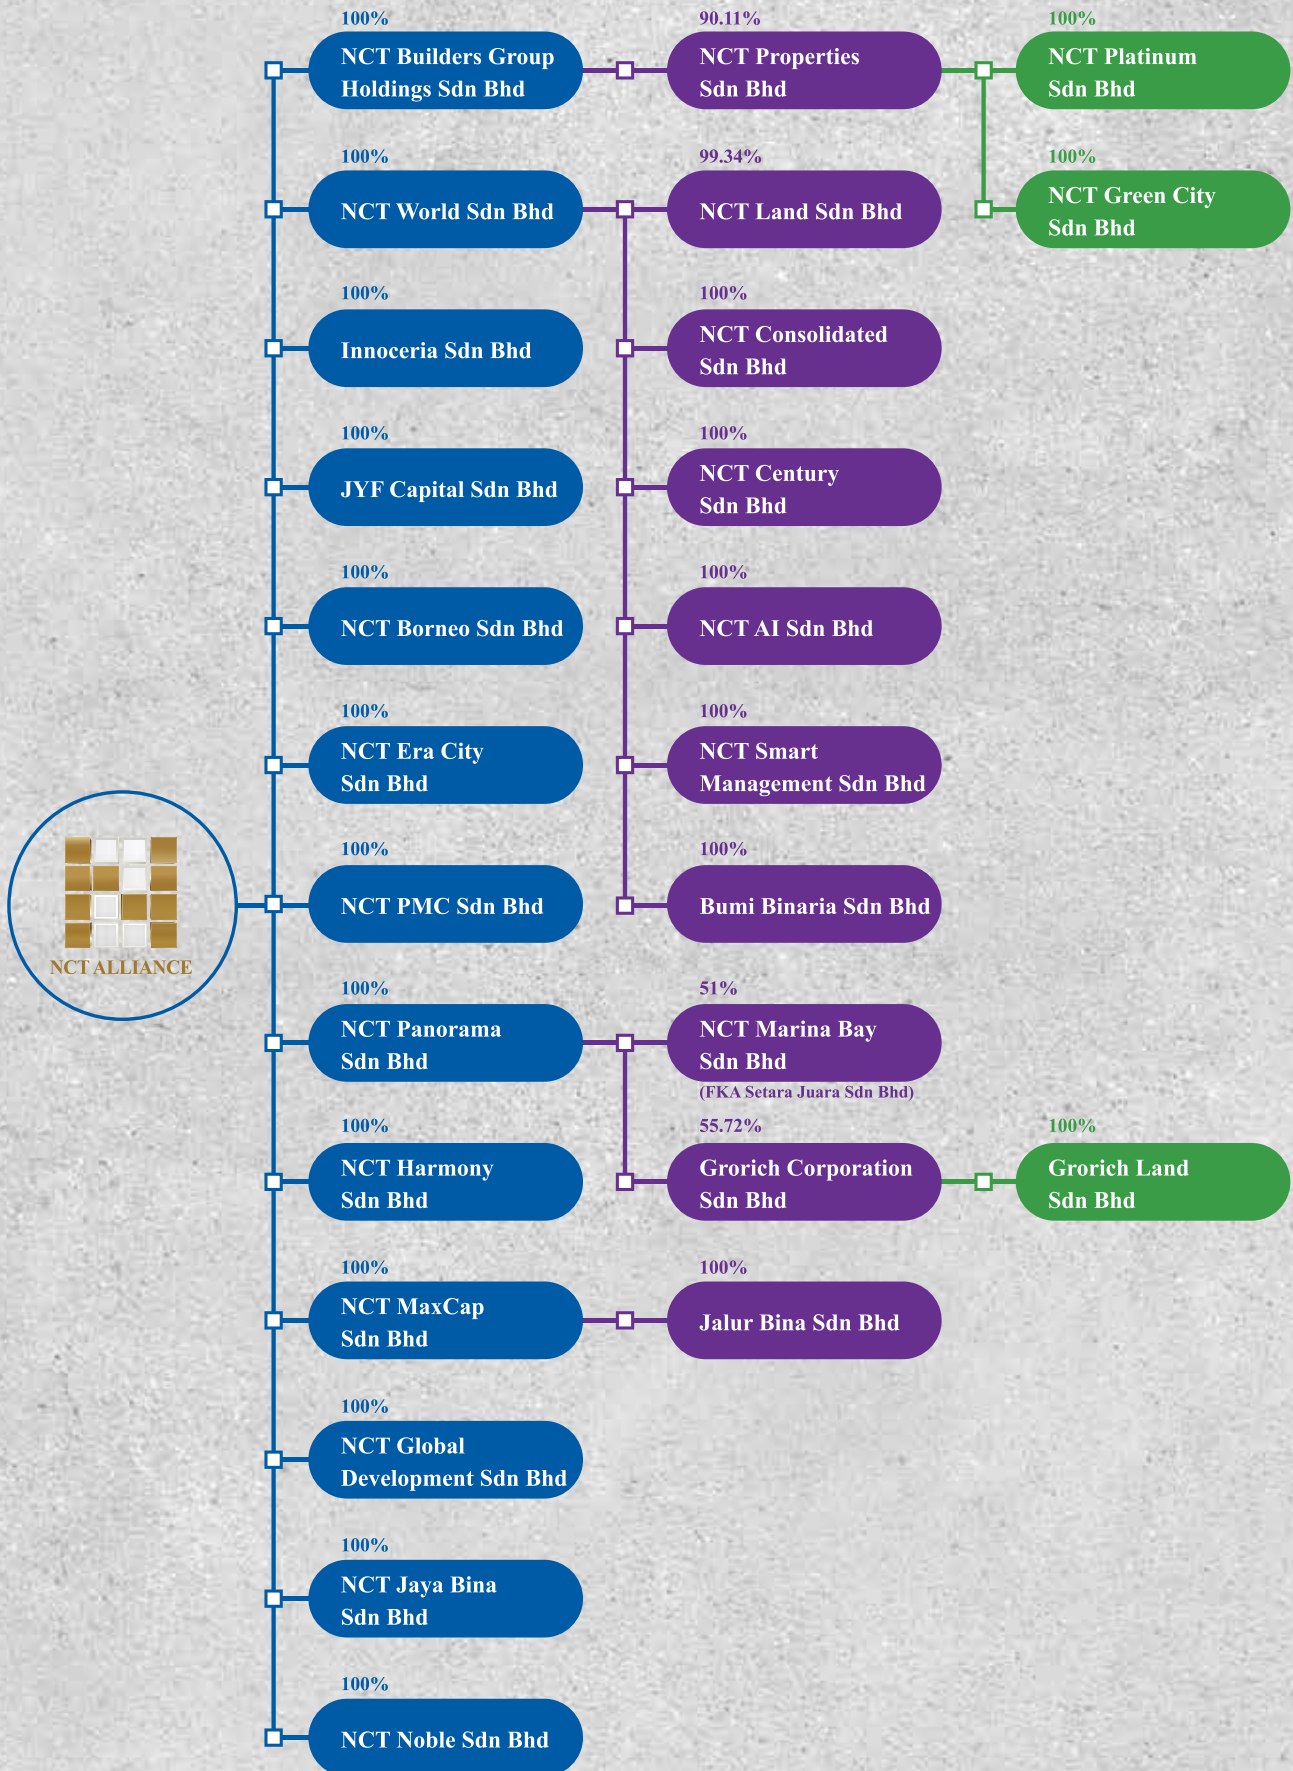 100%
NCT Builders Group
Holdings Sdn Bhd
90.11%
NCT Properties
Sdn Bhd
100%
NCT Platinum
Sdn Bhd
100%
NCT World Sdn Bhd
99.34%
NCT Land Sdn Bhd
100%
NCT Green City
Sdn Bhd
100%
Innoceria Sdn Bhd
100%
NCT Consolidated
Sdn Bhd
100%
JYF Capital Sdn Bhd
100%
NCT Century
Sdn Bhd
100%
NCT Borneo Sdn Bhd
100%
NCT AI Sdn Bhd
100%
NCT Era City
Sdn Bhd
100%
NCT Smart
Management Sdn Bhd
NCT ALLIANCE
100%
NCT PMC Sdn Bhd
100%
Bumi Binaria Sdn Bhd
100%
NCT Panorama
Sdn Bhd
51%
NCT Marina Bay
Sdn Bhd
(FKA Setara Juara Sdn Bhd)
100%
NCT Harmony
Sdn Bhd
55.72%
Grorich Corporation
Sdn Bhd
100%
Grorich Land
Sdn Bhd
100%
NCT MaxCap
Sdn Bhd
100%
Jalur Bina Sdn Bhd
100%
NCT Global
Development Sdn Bhd
100%
NCT Jaya Bina
Sdn Bhd
100%
NCT Noble Sdn Bhd